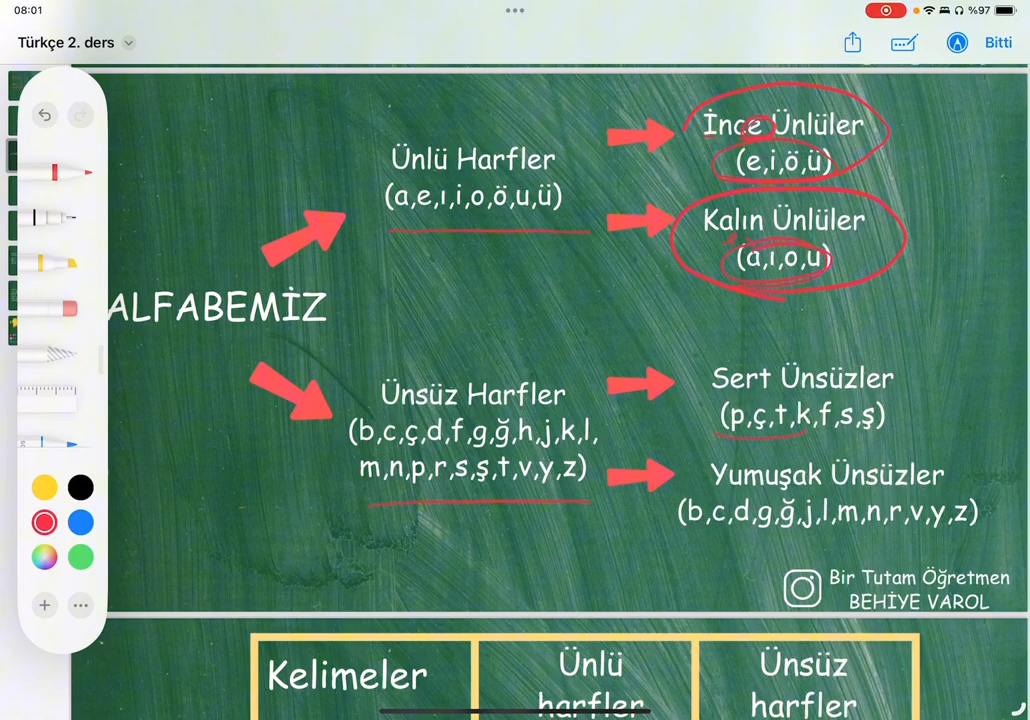 08:01
%97
Türkçe 2. ders
Bitti
Ünlü Harfler
(a,e,ı,i,o,ö,u,ü)
İnce Ünlüler
(e,i,ö,ü)
Kalın Ünlüler
(a,ı,o,u)
ALFABEMİZ
Ünsüz Harfler
(b,c,ç,d,f,g,ğ,h,j,k,l,
m,n,p,r,s,ş,t,v,y,z)
Sert Ünsüzler
(p,ç,t,k,f,s,ş)
Yumuşak Ünsüzler
(b,c,d,g,ğ,j,l,m,n,r,v,y,z)
Bir Tutam Öğretmen
BEHİYE VAROL
Kelimeler
Ünlü
harfler
Ünsüz
harfler